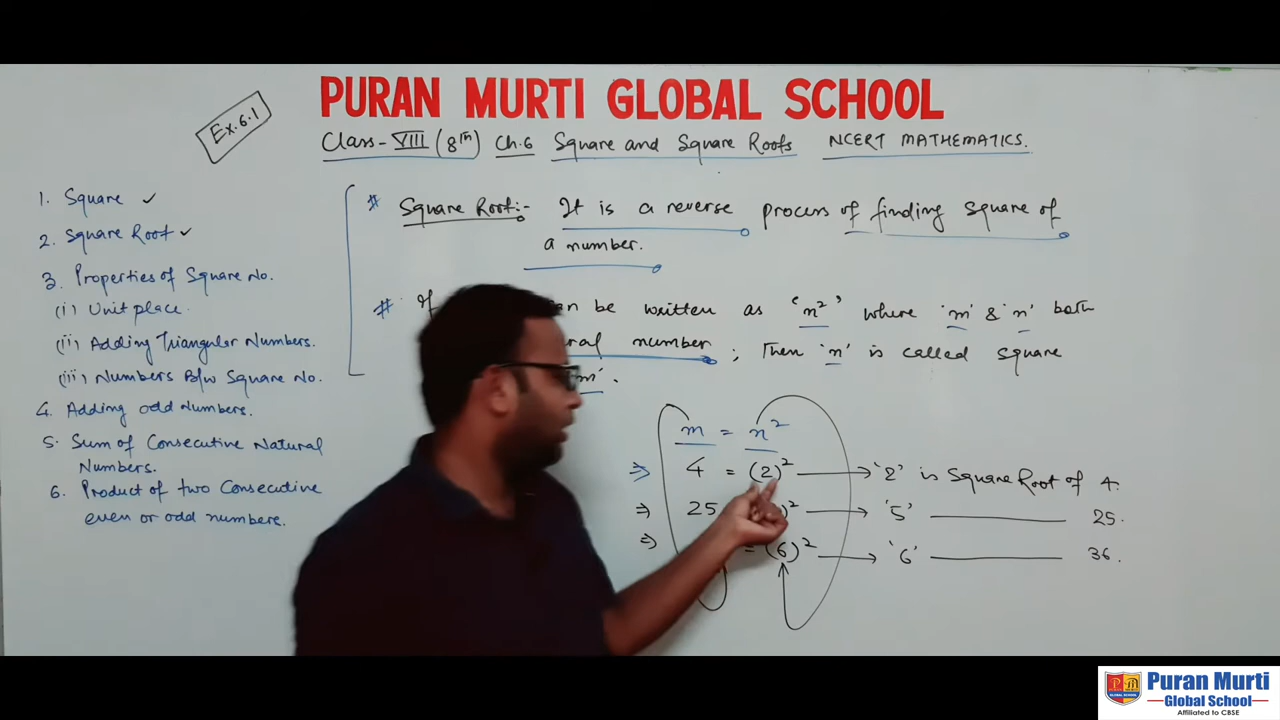 PURAN MURTI GLOBAL SCHOOL
Ex.6.1
Class-VIII (8th) Ch.6 Square and Square Roots NCERT MATHEMATICS.
1. Square ✓
2. Square Root ✓
3. Properties of Square No.
(i) Unit place.
(ii) Adding Triangular Numbers.
(iii) Numbers B/w Square No.
4. Adding odd Numbers.
5. Sum of Consecutive Natural
Numbers.
6. Product of two Consecutive
even or odd numbers.
# Square Root:- It is a reverse process of finding Square of
a number.
# If can be written as 'n²' where 'm' & 'n' both
number ; Then 'n' is called square
'm'.
m = n²
⇒ 4 = (2)² → '2' is Square Root of 4.
⇒ 25 )² → '5' ——— 25.
⇒ = (6)² → '6' ——— 36.
Puran Murti
Global School
Affiliated to CBSE